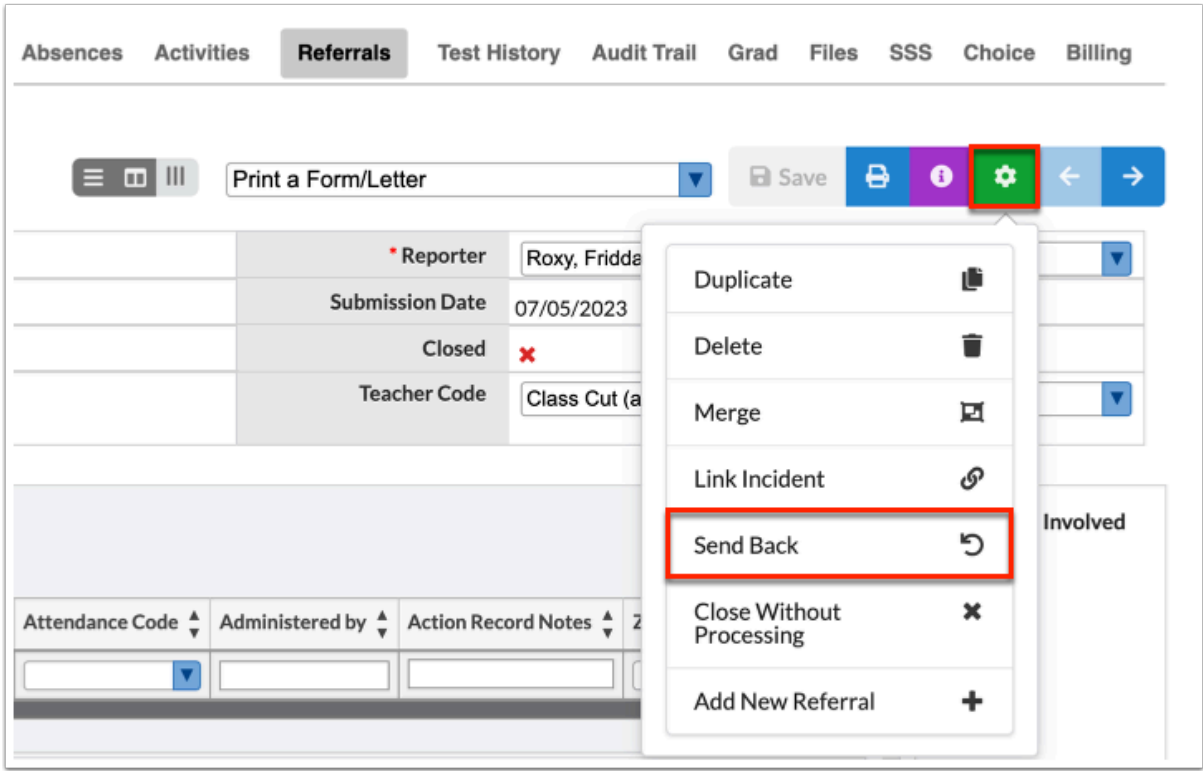 Absences Activities Referrals Test History Audit Trail Grad Files SSS Choice Billing
Print a Form/Letter Save
* Reporter Roxy, Fridda
Submission Date 07/05/2023
Closed
Teacher Code Class Cut (a
Duplicate
Delete
Merge
Link Incident
Send Back
Close Without
Processing
Add New Referral
Involved
Attendance Code Administered by Action Record Notes